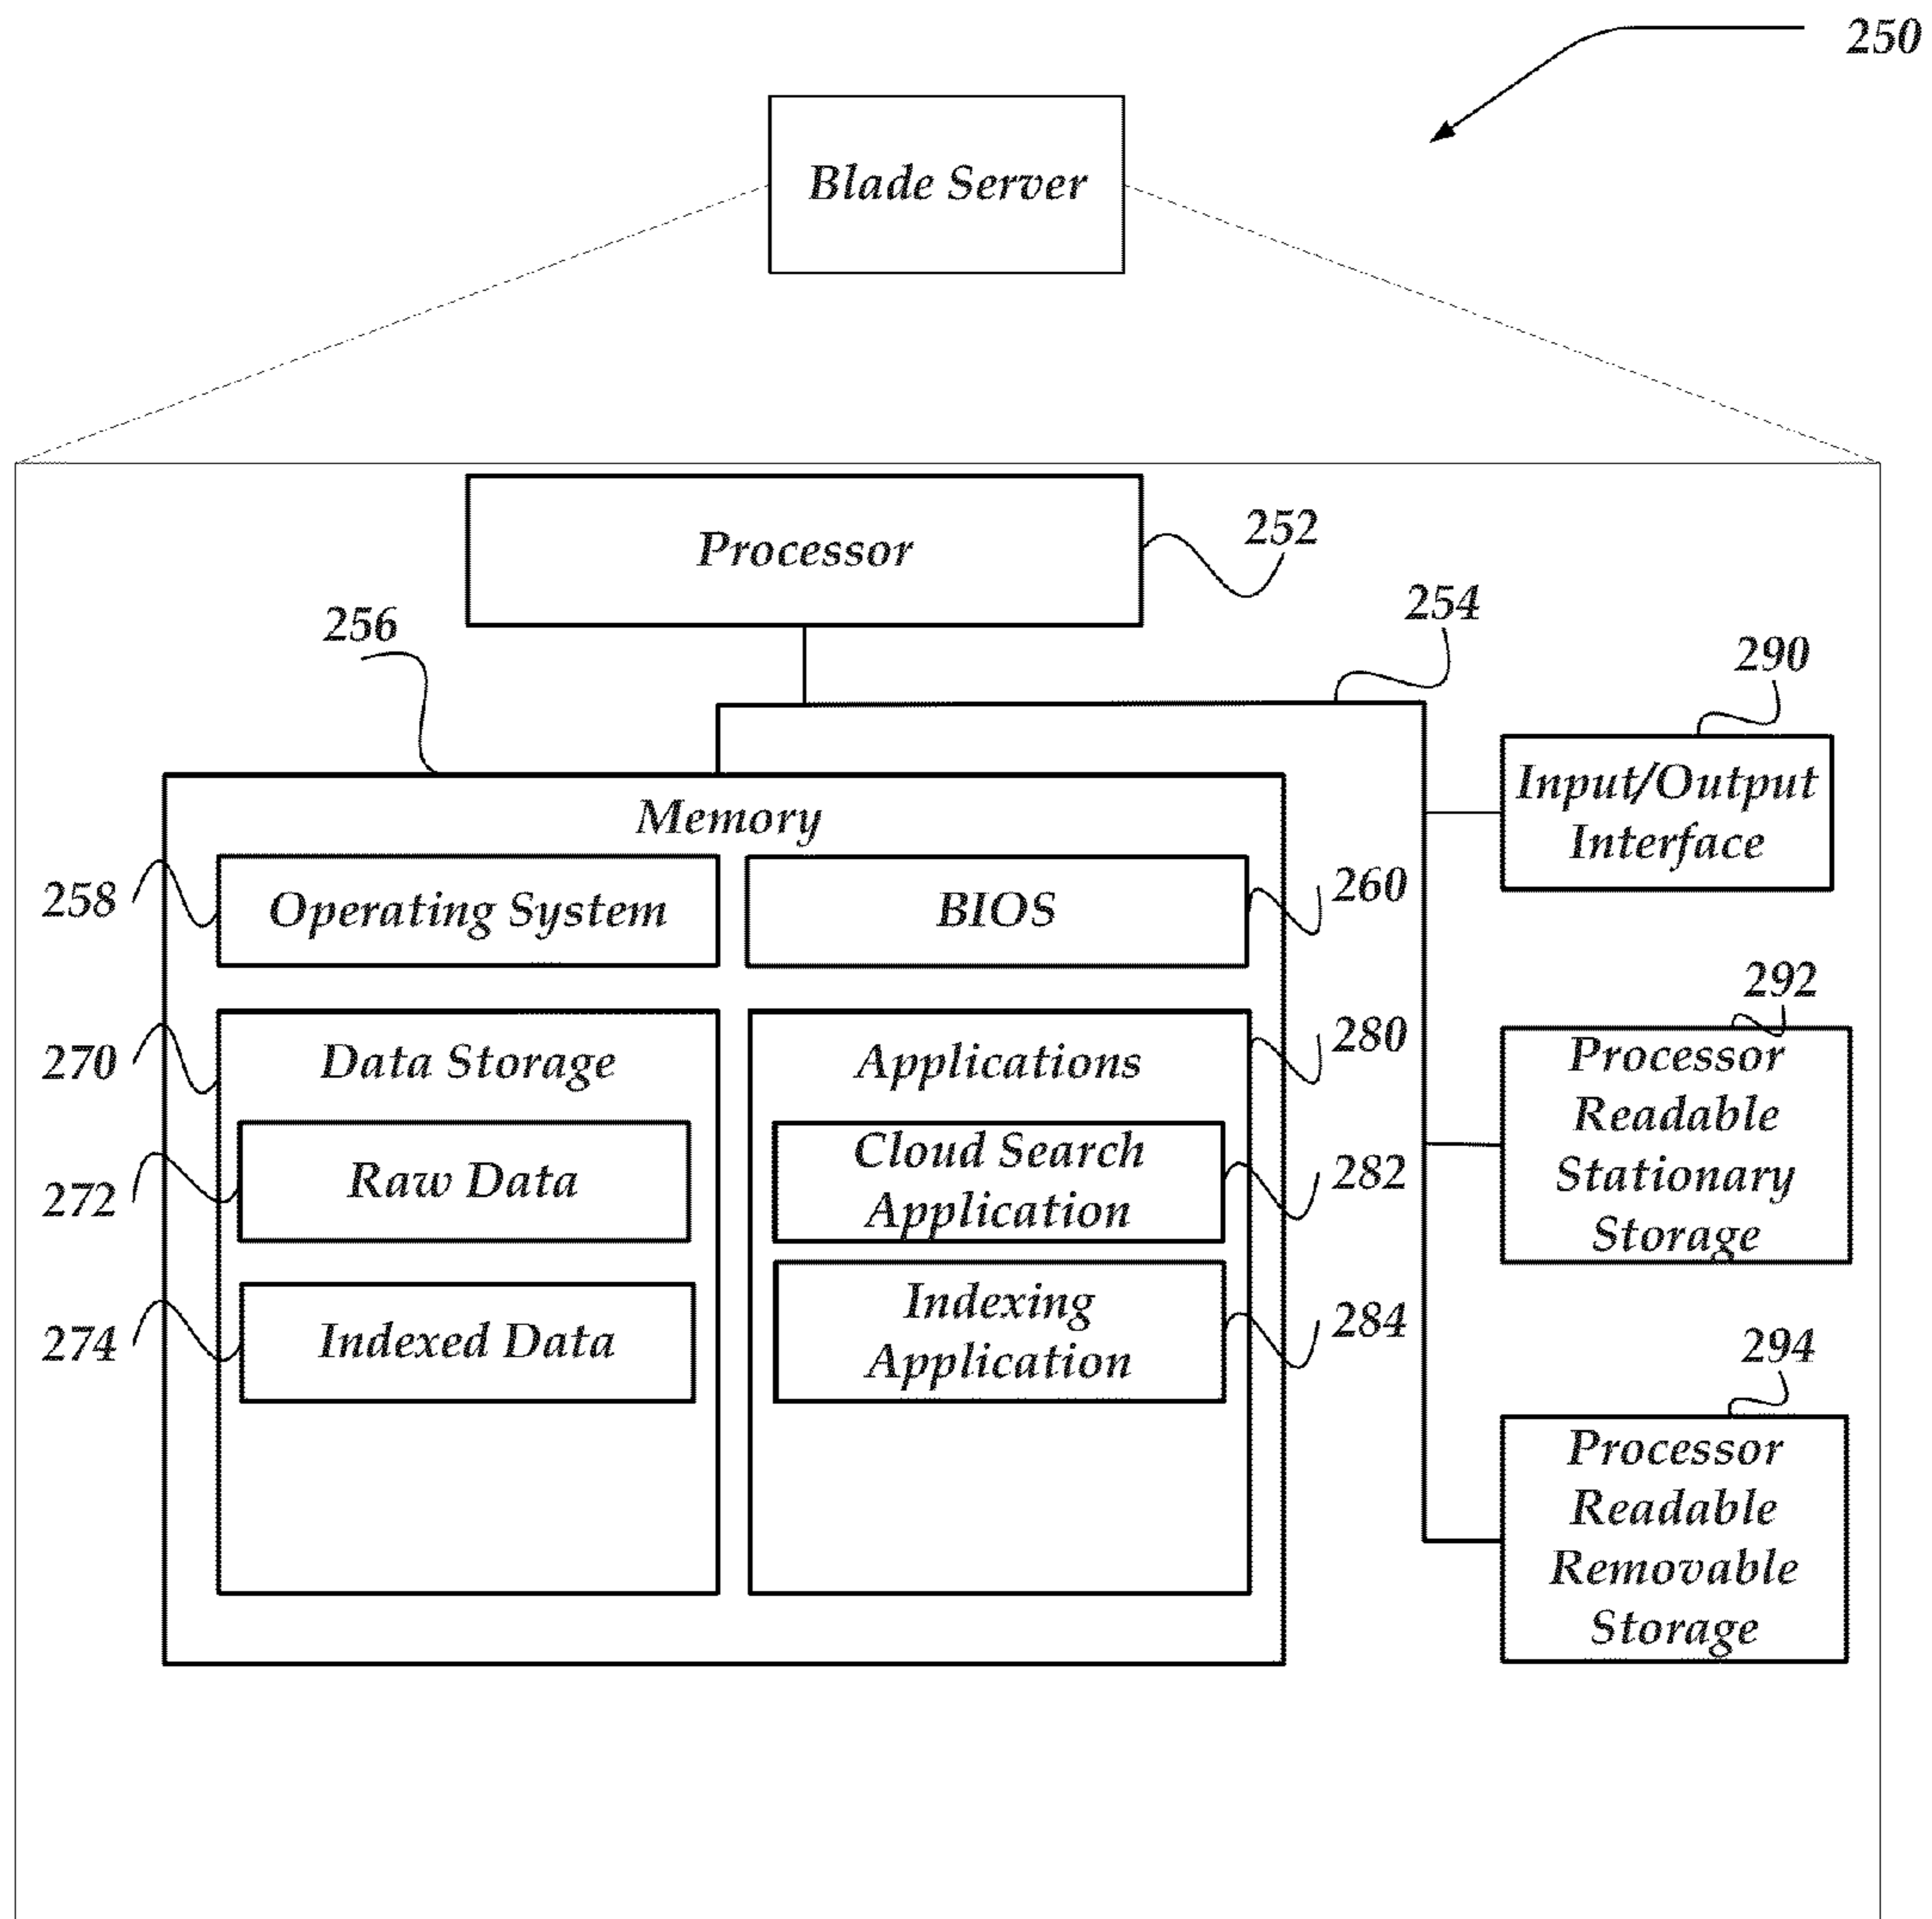 250
Blade Server
Processor
252
254
256
290
Input/Output
Interface
Memory
258
Operating System
BIOS
260
292
Processor
Readable
Stationary
Storage
270
Data Storage
Applications
280
272
Raw Data
Cloud Search
Application
282
274
Indexed Data
Indexing
Application
284
294
Processor
Readable
Removable
Storage